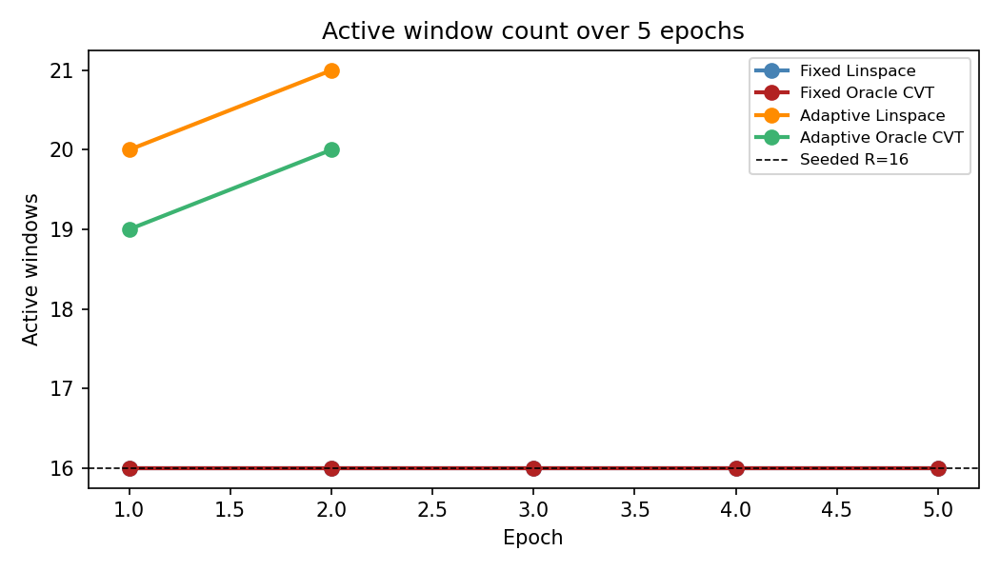 Active window count over 5 epochs
21
20
19
18
17
16
Active windows
1.0 1.5 2.0 2.5 3.0 3.5 4.0 4.5 5.0
Epoch
Fixed Linspace
Fixed Oracle CVT
Adaptive Linspace
Adaptive Oracle CVT
Seeded R=16